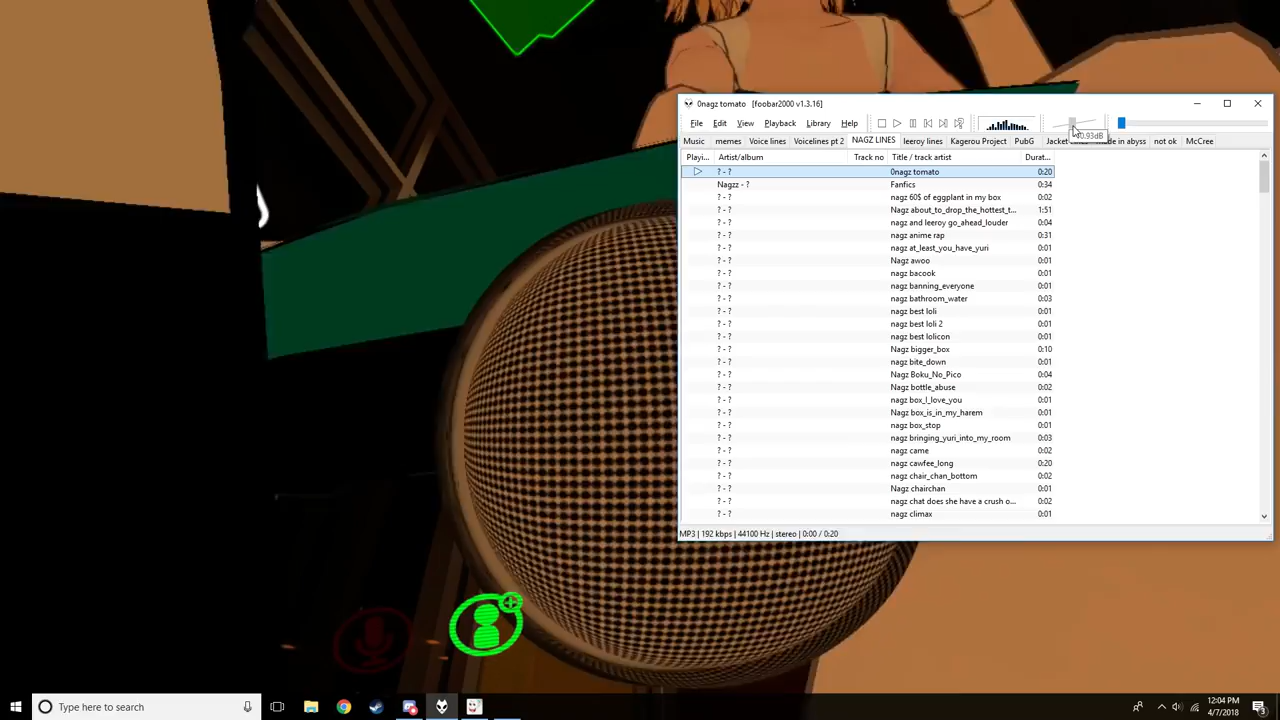 0nagz tomato [foobar2000 v1.3.16]
File Edit View Playback Library Help
Music memes Voice lines Voicelines pt 2 NAGZ LINES leeroy lines Kagerou Project PubG Jacket in abyss not ok McCree
Playi... Artist/album Track no Title / track artist Durat...
? - ? 0nagz tomato 0:20
Nagzz - ? Fanfics 0:34
? - ? nagz 60$ of eggplant in my box 0:02
? - ? Nagz about_to_drop_the_hottest_t... 1:51
? - ? nagz and leeroy go_ahead_louder 0:04
? - ? nagz anime rap 0:31
? - ? nagz at_least_you_have_yuri 0:01
? - ? Nagz awoo 0:01
? - ? nagz bacook 0:01
? - ? nagz banning_everyone 0:01
? - ? nagz bathroom_water 0:03
? - ? nagz best loli 0:01
? - ? nagz best loli 2 0:01
? - ? nagz best lolicon 0:01
? - ? Nagz bigger_box 0:10
? - ? nagz bite_down 0:01
? - ? Nagz Boku_No_Pico 0:04
? - ? Nagz bottle_abuse 0:02
? - ? nagz box_I_love_you 0:01
? - ? Nagz box_is_in_my_harem 0:01
? - ? nagz box_stop 0:01
? - ? nagz bringing_yuri_into_my_room 0:03
? - ? nagz came 0:02
? - ? nagz cawfee_long 0:20
? - ? nagz chair_chan_bottom 0:02
? - ? Nagz chairchan 0:01
? - ? nagz chat does she have a crush o... 0:02
? - ? nagz climax 0:01
MP3 | 192 kbps | 44100 Hz | stereo | 0:00 / 0:20
Type here to search
12:04 PM
4/7/2018
3